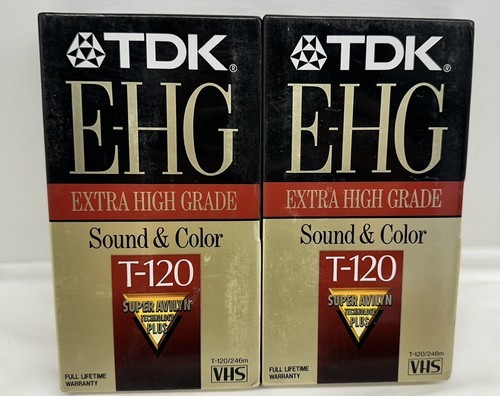 TDK®
E-HG
EXTRA HIGH GRADE
Sound & Color
T-120
SUPER AVILYN
TECHNOLOGY
PLUS
T-120/246m
FULL LIFETIME
WARRANTY
VHS
TDK®
E-HG
EXTRA HIGH GRADE
Sound & Color
T-120
SUPER AVILYN
TECHNOLOGY
PLUS
T-120/246m
FULL LIFETIME
WARRANTY
VHS